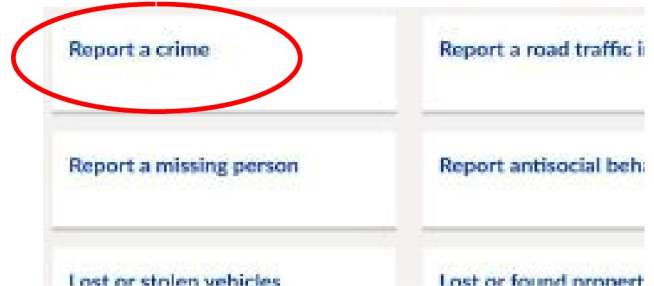 Report a crime
Report a road traffic
Report a missing person
Report antisocial beha
Lost or stolen vehicles
Lost or found propert